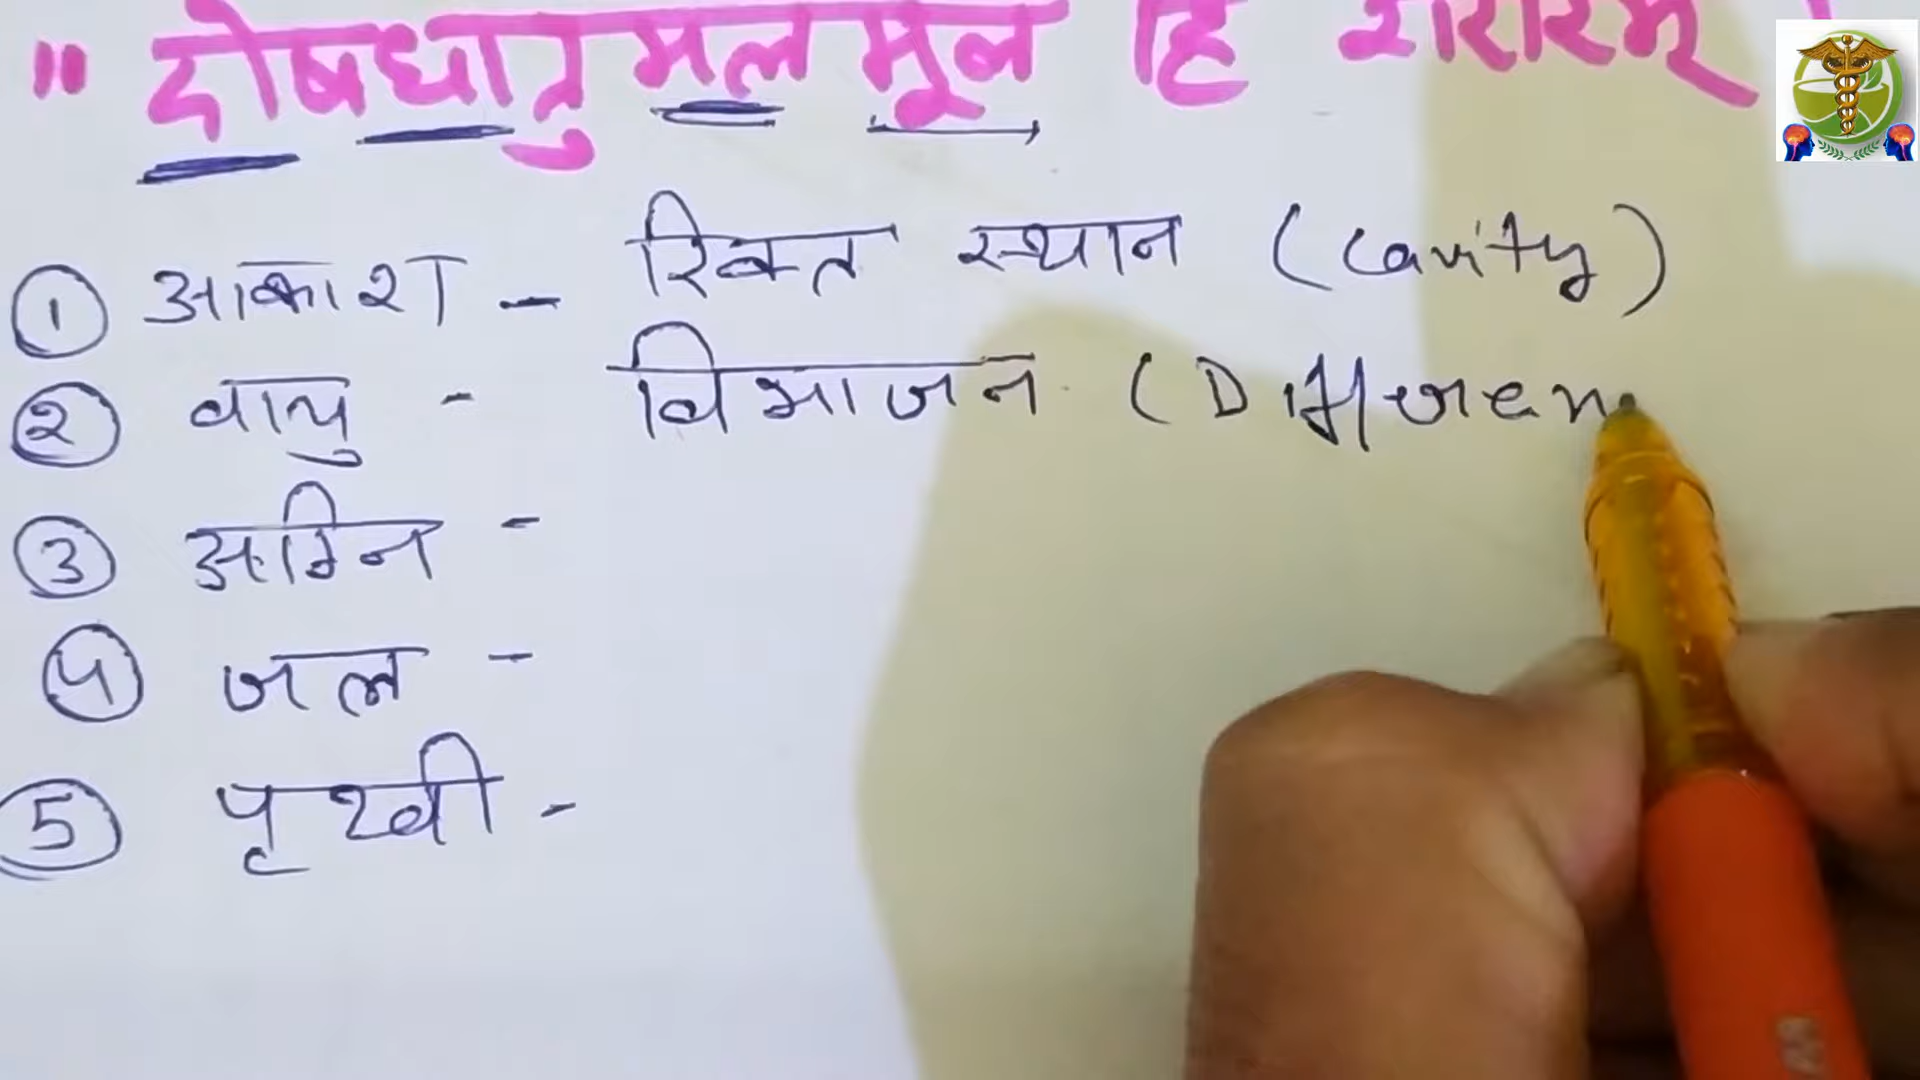 " दोषधातुमलमूलं हि शरीरम्
① आकाश - रिक्त स्थान (Cavity)
② वायु - विभाजन (Differen
③ अग्नि -
④ जल -
⑤ पृथ्वी -